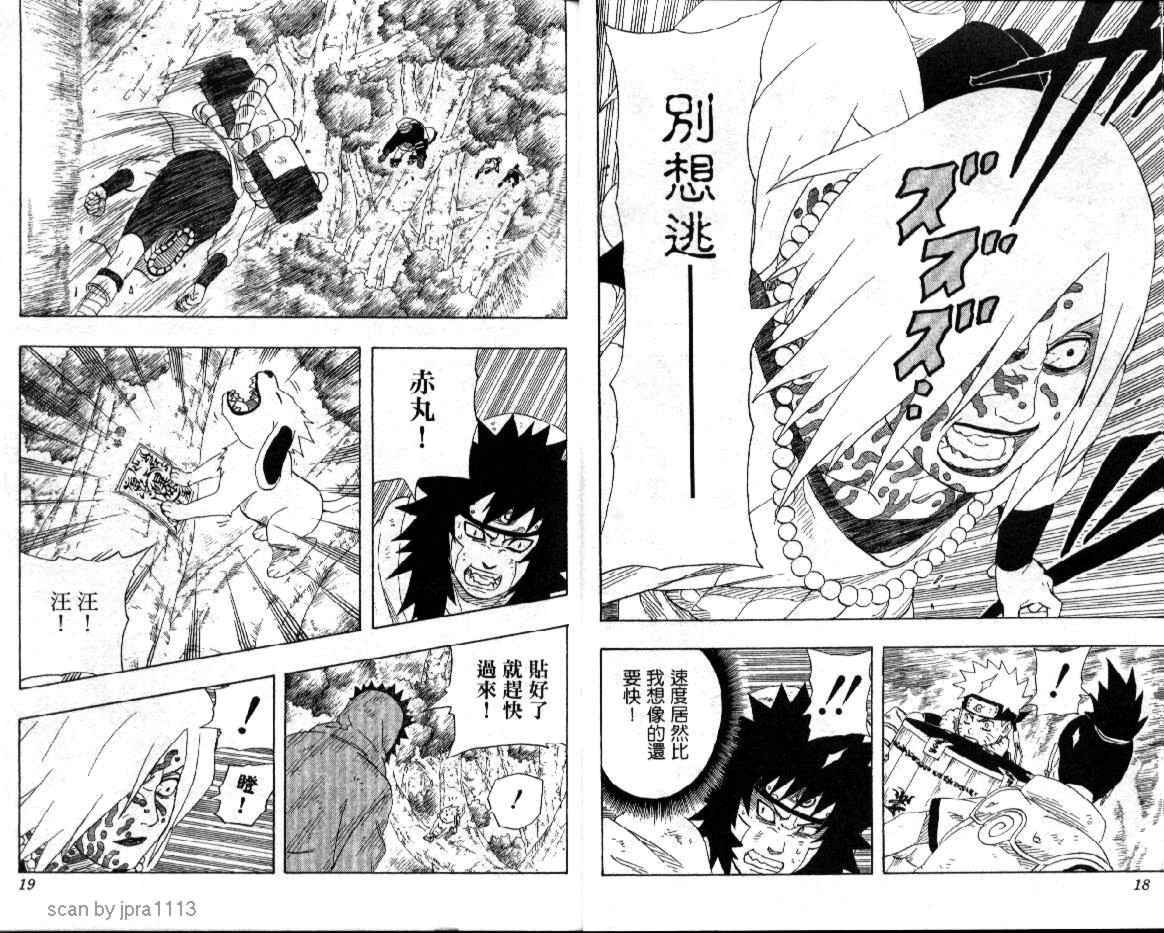 別想逃——
ズズズ・・
！
！！
速度居然比
我想像的還
要快！
18
赤丸！
汪！
汪！
貼好了
就趕快
過來！
！
！
瞪！
19
scan by jpra1113